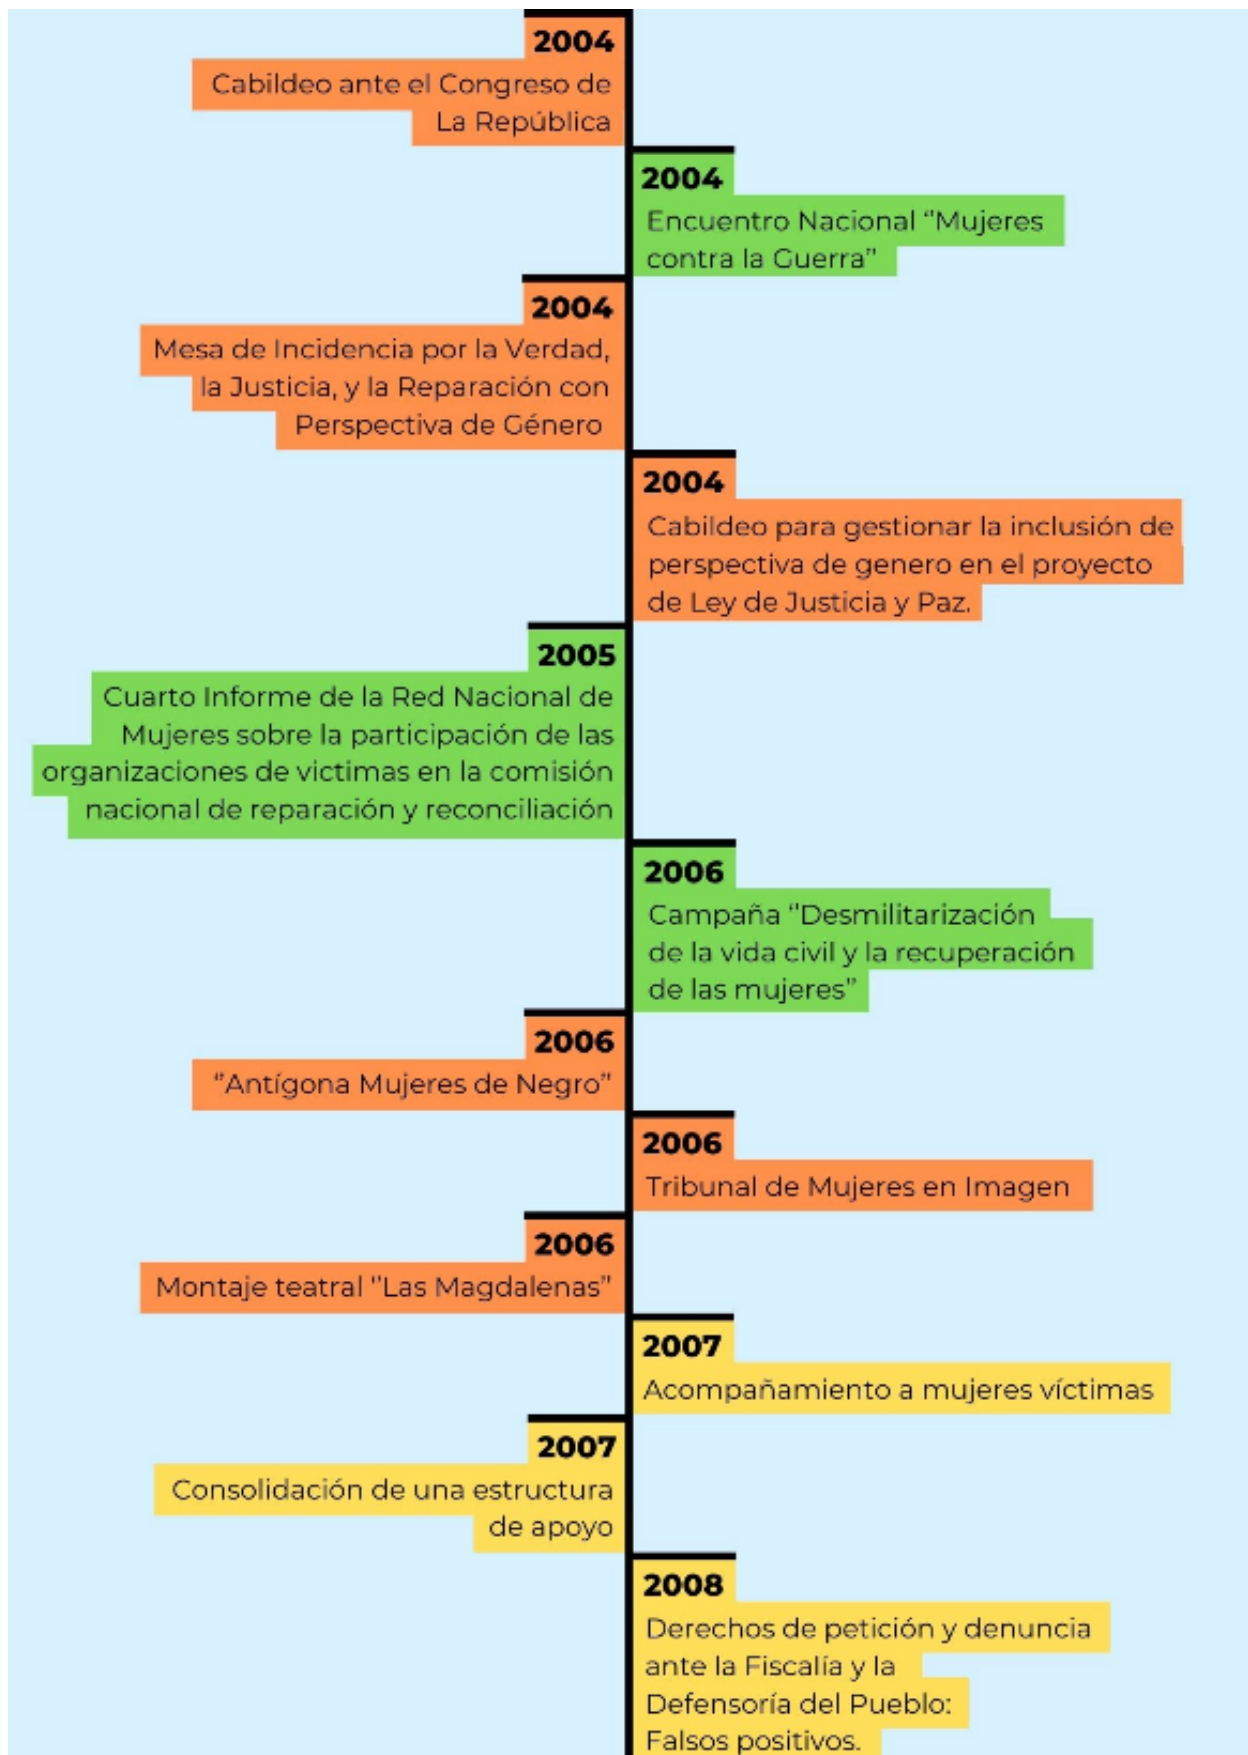 2004
Cabildeo ante el Congreso de
La República
2004
Encuentro Nacional "Mujeres
contra la Guerra"
2004
Mesa de Incidencia por la Verdad,
la Justicia, y la Reparación con
Perspectiva de Género
2004
Cabildeo para gestionar la inclusión de
perspectiva de genero en el proyecto
de Ley de Justicia y Paz.
2005
Cuarto Informe de la Red Nacional de
Mujeres sobre la participación de las
organizaciones de victimas en la comisión
nacional de reparación y reconciliación
2006
Campaña "Desmilitarización
de la vida civil y la recuperación
de las mujeres"
2006
"Antígona Mujeres de Negro"
2006
Tribunal de Mujeres en Imagen
2006
Montaje teatral "Las Magdalenas"
2007
Acompañamiento a mujeres víctimas
2007
Consolidación de una estructura
de apoyo
2008
Derechos de petición y denuncia
ante la Fiscalía y la
Defensoría del Pueblo:
Falsos positivos.